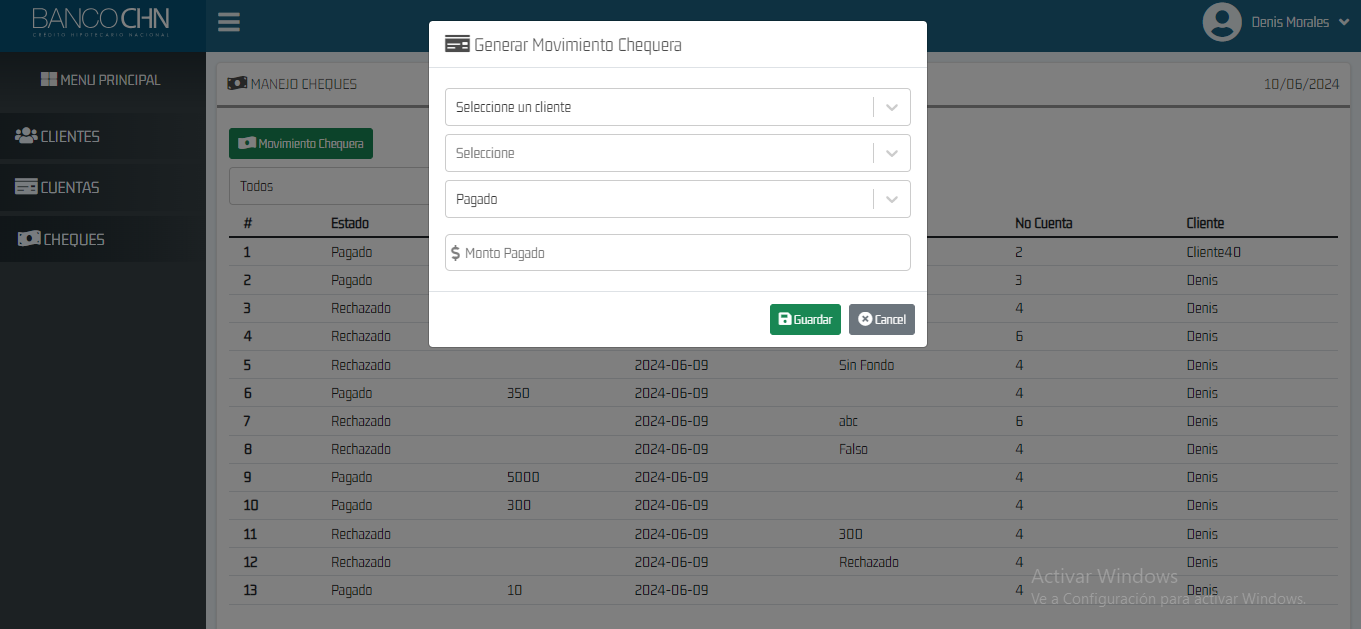 BANCOCHN
CREDITO HIPOTECARIO NACIONAL
Denis Morales
MENU PRINCIPAL
CLIENTES
CUENTAS
CHEQUES
MANEJO CHEQUES
10/06/2024
Movimiento Chequera
Todos
Generar Movimiento Chequera
Seleccione un cliente
Seleccione
Pagado
$ Monto Pagado
Guardar Cancel
# Estado No Cuenta Cliente
1 Pagado 2 Cliente40
2 Pagado 3 Denis
3 Rechazado 4 Denis
4 Rechazado 6 Denis
5 Rechazado 2024-06-09 Sin Fondo 4 Denis
6 Pagado 350 2024-06-09 4 Denis
7 Rechazado 2024-06-09 abc 6 Denis
8 Rechazado 2024-06-09 Falso 4 Denis
9 Pagado 5000 2024-06-09 4 Denis
10 Pagado 300 2024-06-09 4 Denis
11 Rechazado 2024-06-09 300 4 Denis
12 Rechazado 2024-06-09 Rechazado 4 Denis
13 Pagado 10 2024-06-09 4 Denis
Activar Windows
Ve a Configuración para activar Windows.